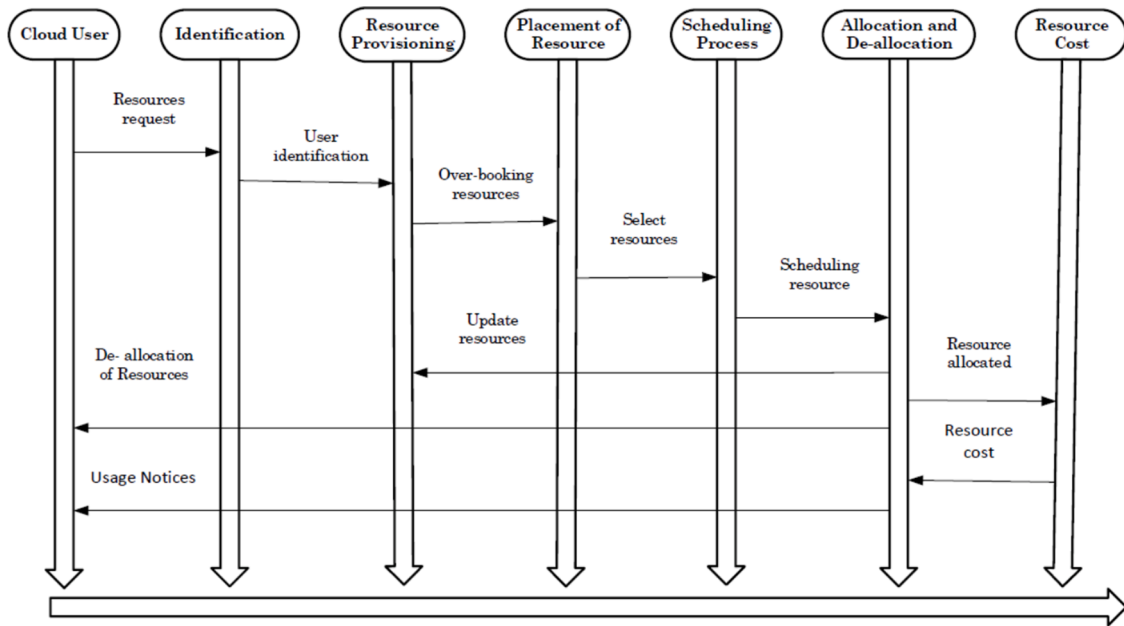 Cloud User
Identification
Resource
Provisioning
Placement of
Resource
Scheduling
Process
Allocation and
De-allocation
Resource
Cost
Resources
request
User
identification
Over-booking
resources
Select
resources
Scheduling
resource
Update
resources
De- allocation
of Resources
Resource
allocated
Resource
cost
Usage Notices